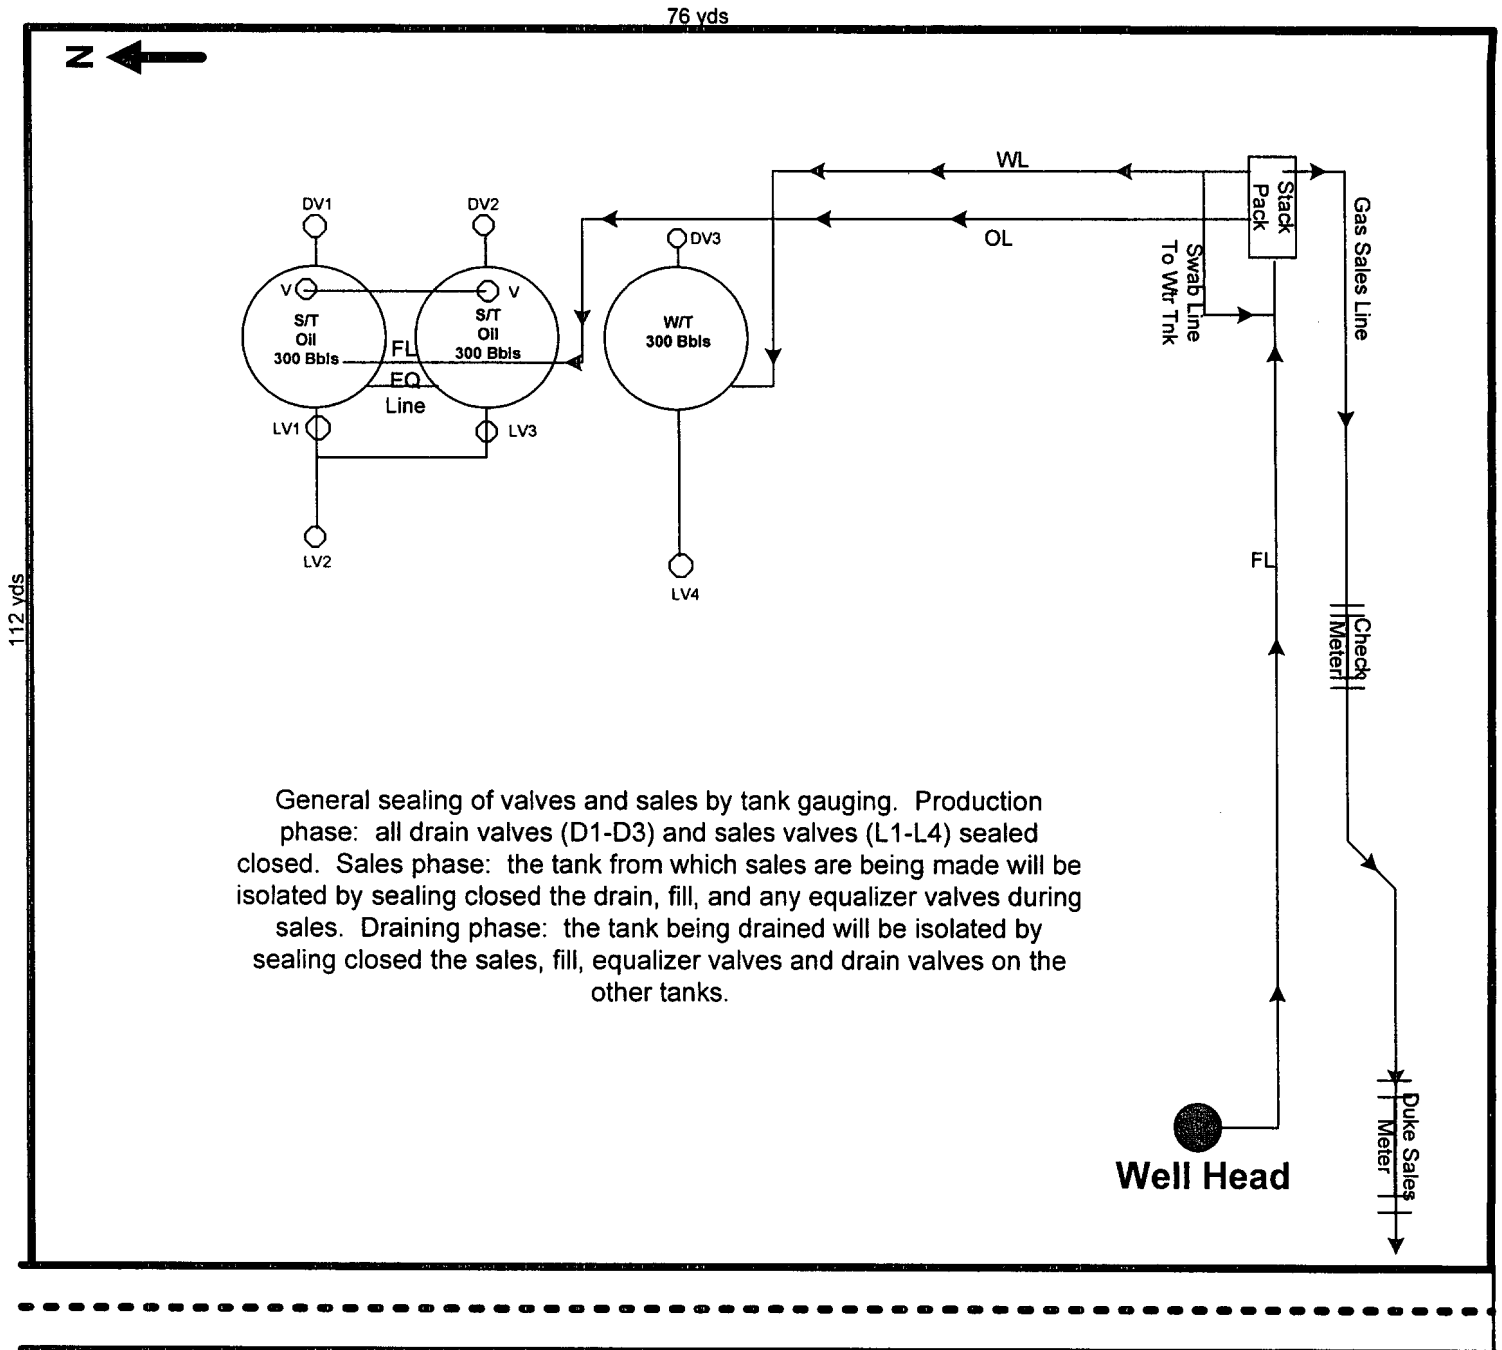 76 yds
N
WL
Stack
Pack
Gas Sales Line
DV1
DV2
DV3
OL
Swab Line
To Wtr Tnk
V
V
S/T
Oil
300 Bbls
S/T
Oil
300 Bbls
W/T
300 Bbls
FL
EQ
Line
LV1
LV3
LV2
LV4
FL
112 yds
Check
Meter
General sealing of valves and sales by tank gauging. Production
phase: all drain valves (D1-D3) and sales valves (L1-L4) sealed
closed. Sales phase: the tank from which sales are being made will be
isolated by sealing closed the drain, fill, and any equalizer valves during
sales. Draining phase: the tank being drained will be isolated by
sealing closed the sales, fill, equalizer valves and drain valves on the
other tanks.
Well Head
Duke Sales
Meter